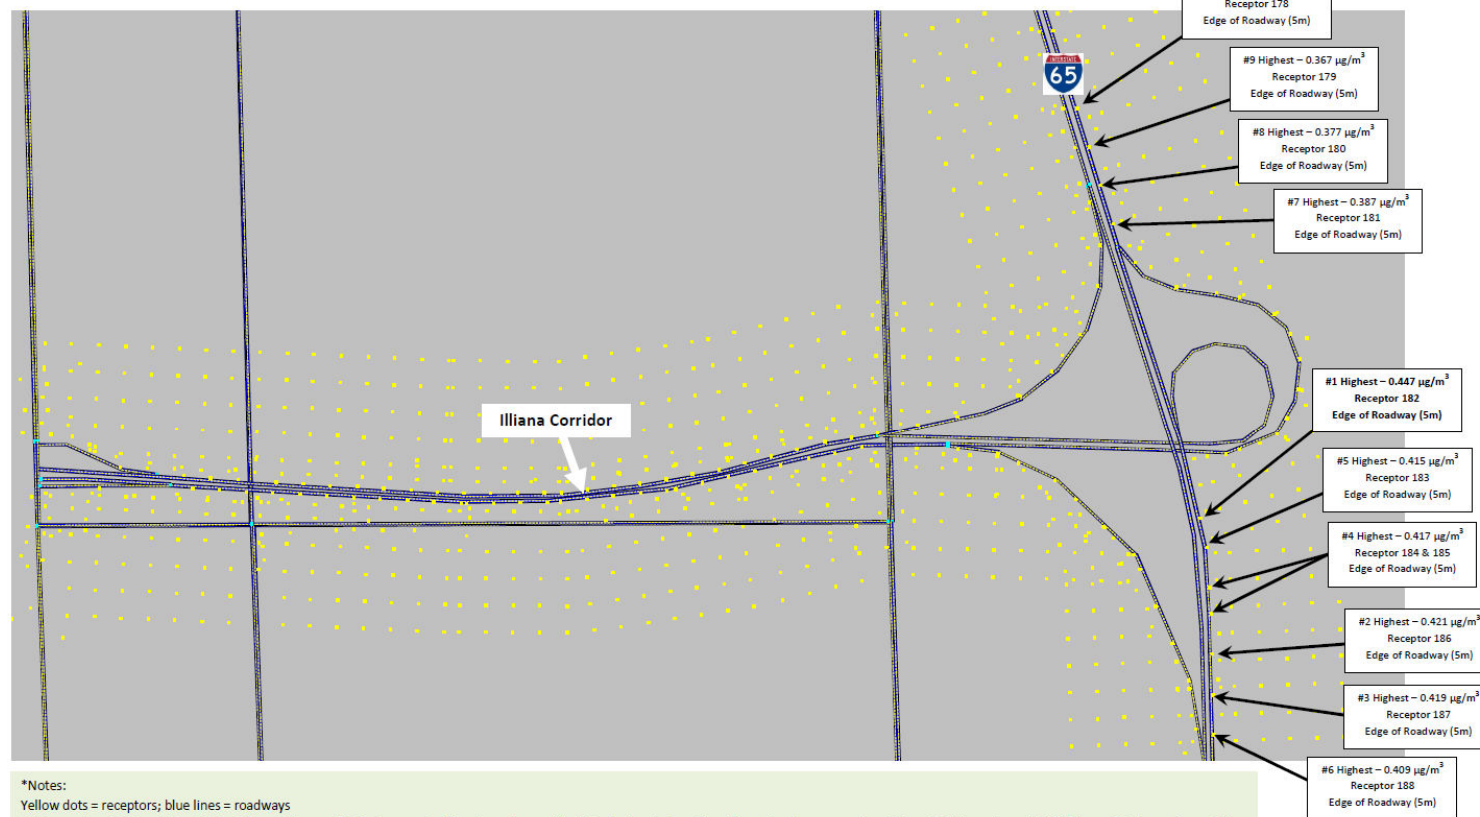 Receptor 178
Edge of Roadway (5m)
INTERSTATE
65
#9 Highest – 0.367 µg/m³
Receptor 179
Edge of Roadway (5m)
#8 Highest – 0.377 µg/m³
Receptor 180
Edge of Roadway (5m)
#7 Highest – 0.387 µg/m³
Receptor 181
Edge of Roadway (5m)
#1 Highest – 0.447 µg/m³
Receptor 182
Edge of Roadway (5m)
Illiana Corridor
#5 Highest – 0.415 µg/m³
Receptor 183
Edge of Roadway (5m)
#4 Highest – 0.417 µg/m³
Receptor 184 & 185
Edge of Roadway (5m)
#2 Highest – 0.421 µg/m³
Receptor 186
Edge of Roadway (5m)
#3 Highest – 0.419 µg/m³
Receptor 187
Edge of Roadway (5m)
#6 Highest – 0.409 µg/m³
Receptor 188
Edge of Roadway (5m)
*Notes:
Yellow dots = receptors; blue lines = roadways